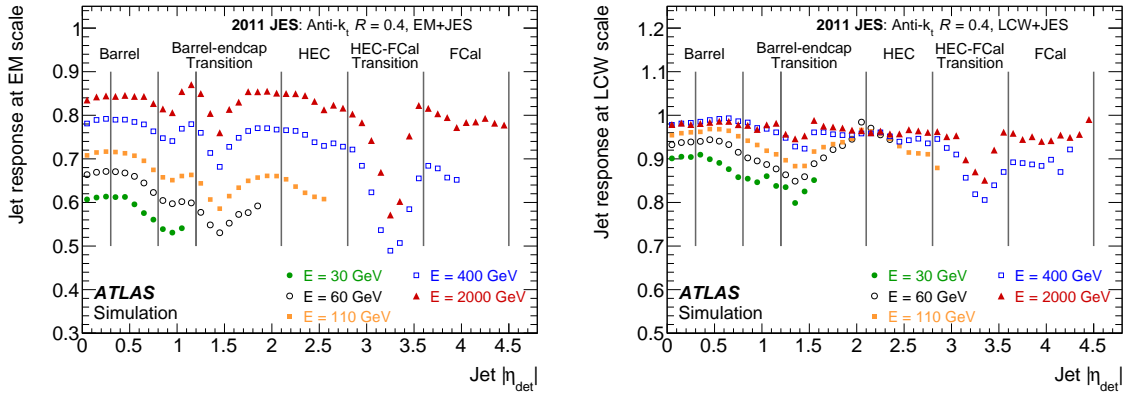 2011 JES: Anti-kt R = 0.4, EM+JES
Jet response at EM scale
Barrel
Barrel-endcap
Transition
HEC
HEC-FCal
Transition
FCal
1
0.9
0.8
0.7
0.6
0.5
0.4
0.3
E = 30 GeV
E = 60 GeV
E = 110 GeV
E = 400 GeV
E = 2000 GeV
ATLAS
Simulation
0 0.5 1 1.5 2 2.5 3 3.5 4 4.5
Jet |ηdet|
2011 JES: Anti-kt R = 0.4, LCW+JES
Jet response at LCW scale
Barrel
Barrel-endcap
Transition
HEC
HEC-FCal
Transition
FCal
1.2
1.1
1
0.9
0.8
0.7
0.6
E = 30 GeV
E = 60 GeV
E = 110 GeV
E = 400 GeV
E = 2000 GeV
ATLAS
Simulation
0 0.5 1 1.5 2 2.5 3 3.5 4 4.5
Jet |ηdet|